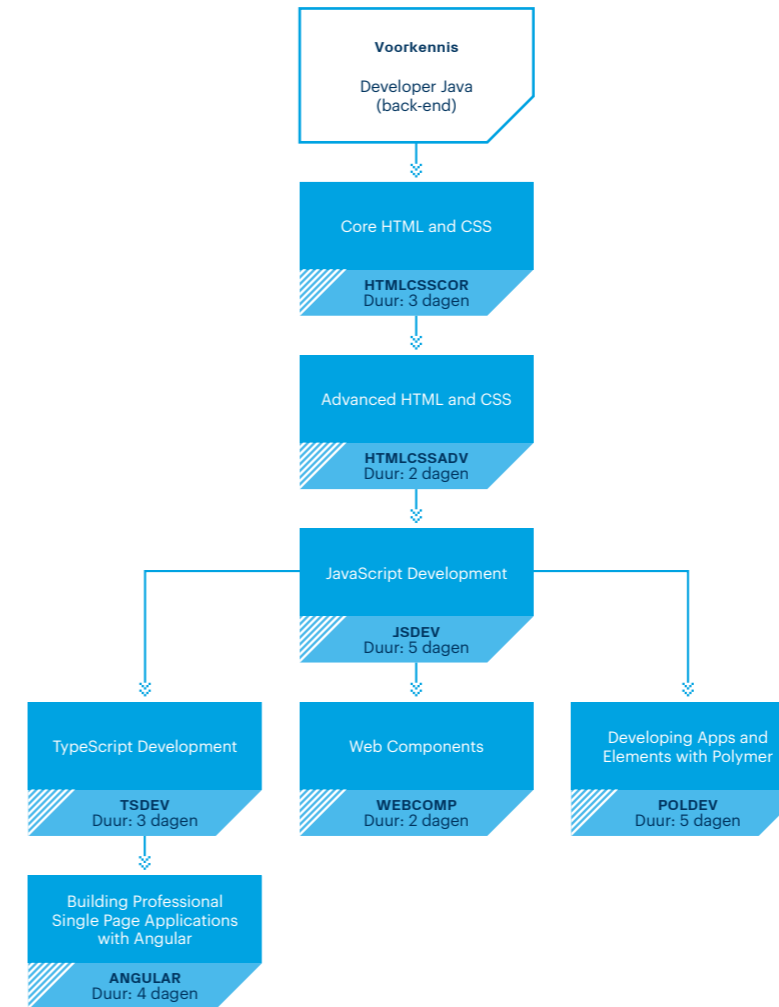 Voorkennis
Developer Java
(back-end)
Core HTML and CSS
HTMLCSSCOR
Duur: 3 dagen
Advanced HTML and CSS
HTMLCSSADV
Duur: 2 dagen
JavaScript Development
JSDEV
Duur: 5 dagen
TypeScript Development
TSDEV
Duur: 3 dagen
Web Components
WEBCOMP
Duur: 2 dagen
Developing Apps and
Elements with Polymer
POLDEV
Duur: 5 dagen
Building Professional
Single Page Applications
with Angular
ANGULAR
Duur: 4 dagen